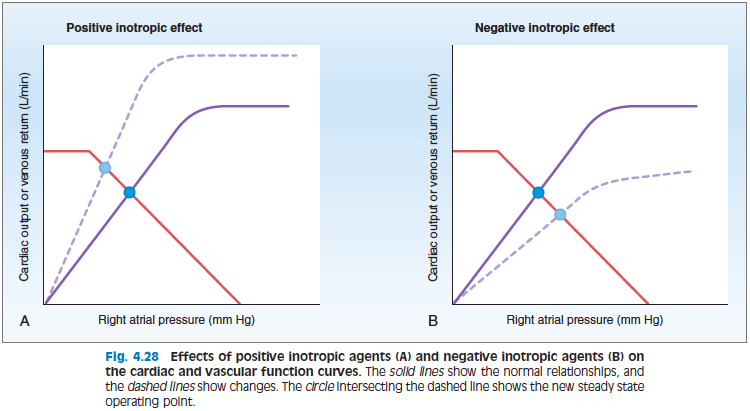 Positive inotropic effect
Cardiac output or venous return (L/min)
A
Right atrial pressure (mm Hg)
Negative inotropic effect
Cardiac output or venous return (L/min)
B
Right atrial pressure (mm Hg)
Fig. 4.28 Effects of positive inotropic agents (A) and negative inotropic agents (B) on
the cardiac and vascular function curves. The solid lines show the normal relationships, and
the dashed lines show changes. The circle intersecting the dashed line shows the new steady state
operating point.